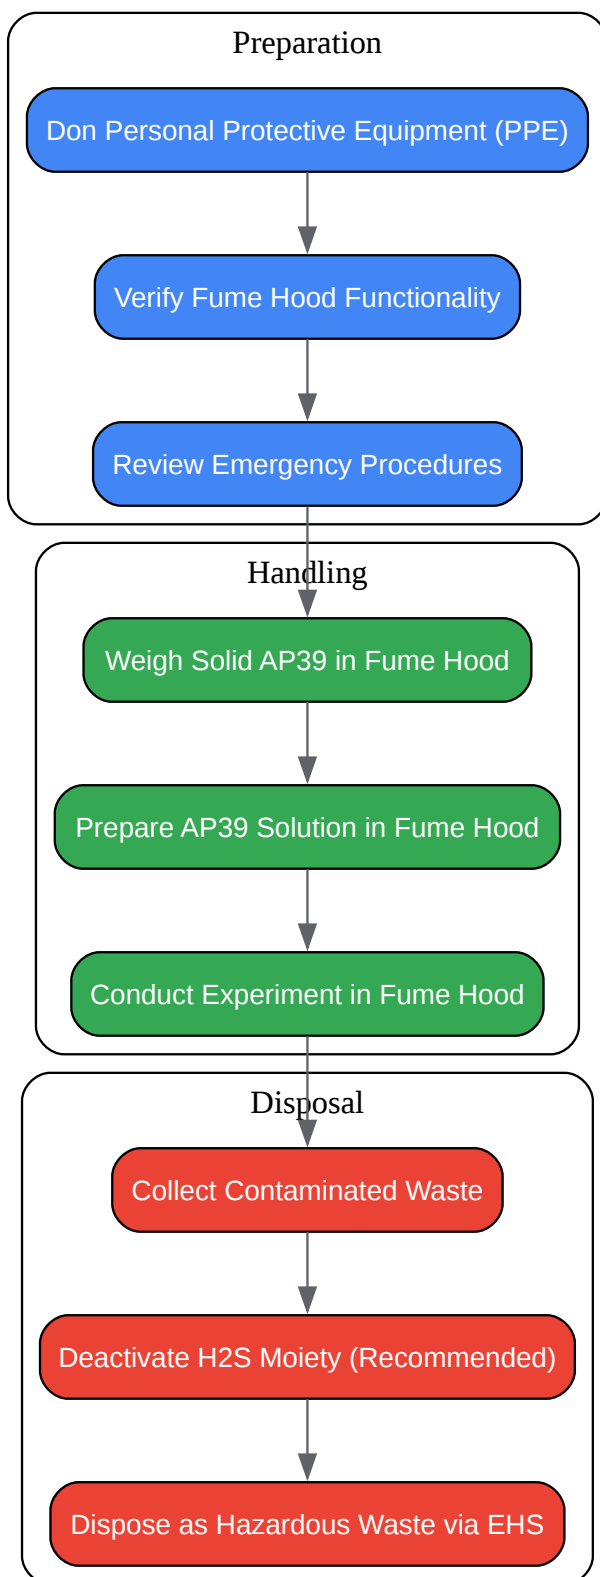 Preparation
Don Personal Protective Equipment (PPE)
Verify Fume Hood Functionality
Review Emergency Procedures
Handling
Weigh Solid AP39 in Fume Hood
Prepare AP39 Solution in Fume Hood
Conduct Experiment in Fume Hood
Disposal
Collect Contaminated Waste
Deactivate H2S Moiety (Recommended)
Dispose as Hazardous Waste via EHS